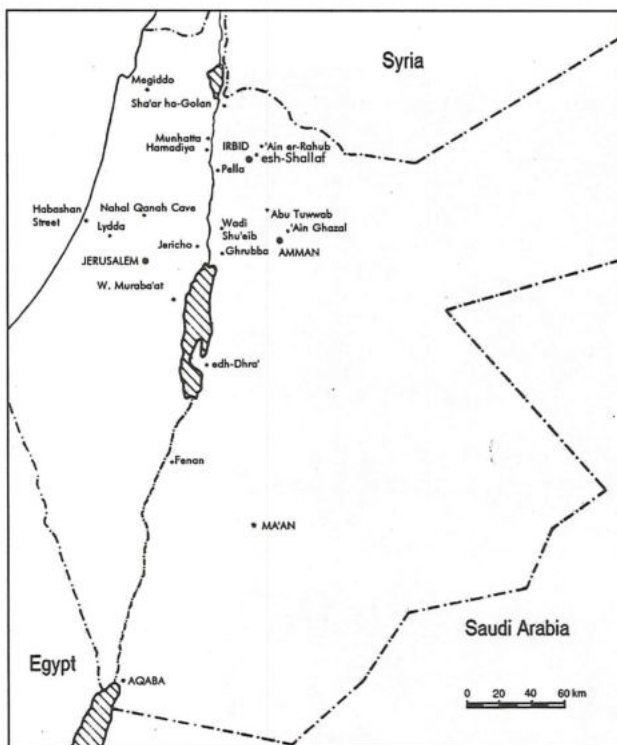 Syria
Megiddo
Sha'ar ha-Golan
Munhatta
Hamadiya
IRBID
'Ain er-Rahub
esh-Shallaf
Pella
Nahal Qanah Cave
Habashan
Street
Lydda
Abu Tuwwab
Wadi
Shu'eib
'Ain Ghazal
Jericho
Ghrubba
AMMAN
JERUSALEM
W. Muraba'at
edh-Dhra'
Fenan
MA'AN
Saudi Arabia
Egypt
AQABA
0 20 40 60 km